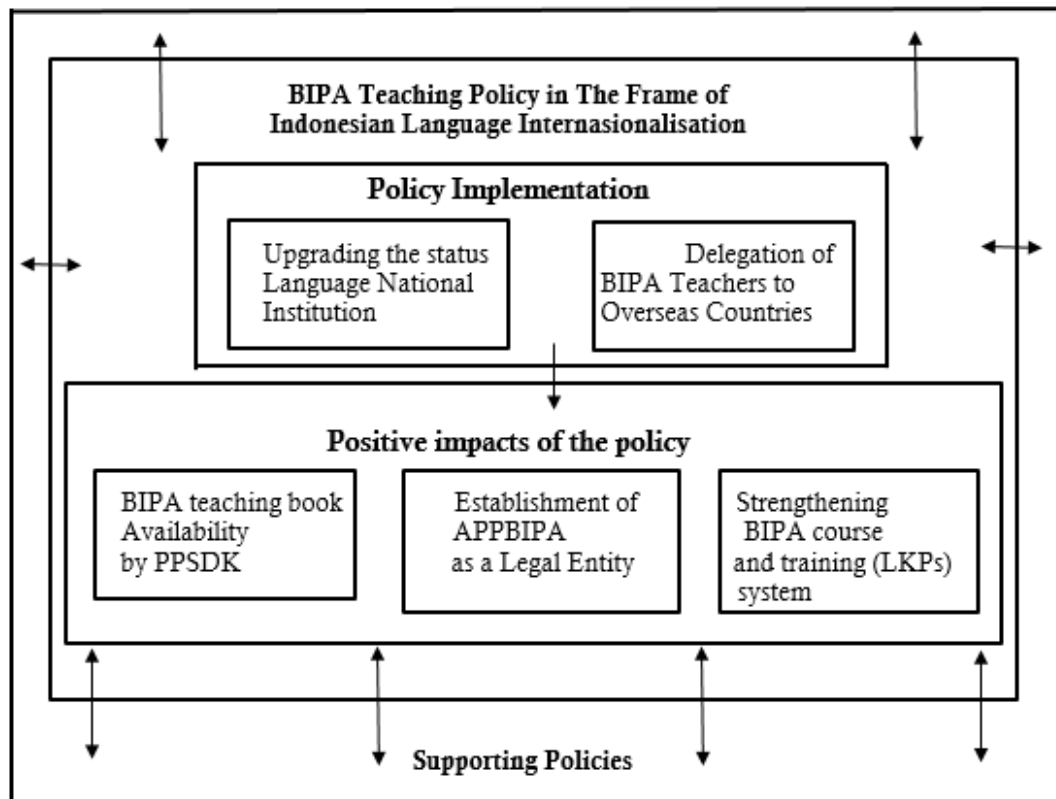 BIPA Teaching Policy in The Frame of
Indonesian Language Internasionalisation
Policy Implementation
Upgrading the status
Language National
Institution
Delegation of
BIPA Teachers to
Overseas Countries
Positive impacts of the policy
BIPA teaching book
Availability
by PPSDK
Establishment of
APPBIPA
as a Legal Entity
Strengthening
BIPA course
and training (LKPs)
system
Supporting Policies